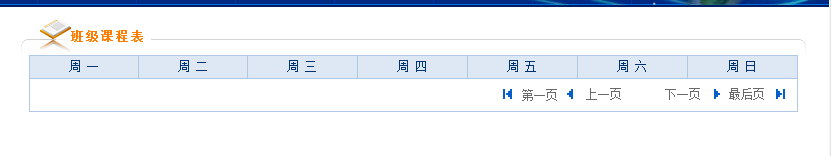 班级课程表
周 一 周 二 周 三 周 四 周 五 周 六 周 日
第一页 上一页 下一页 最后页